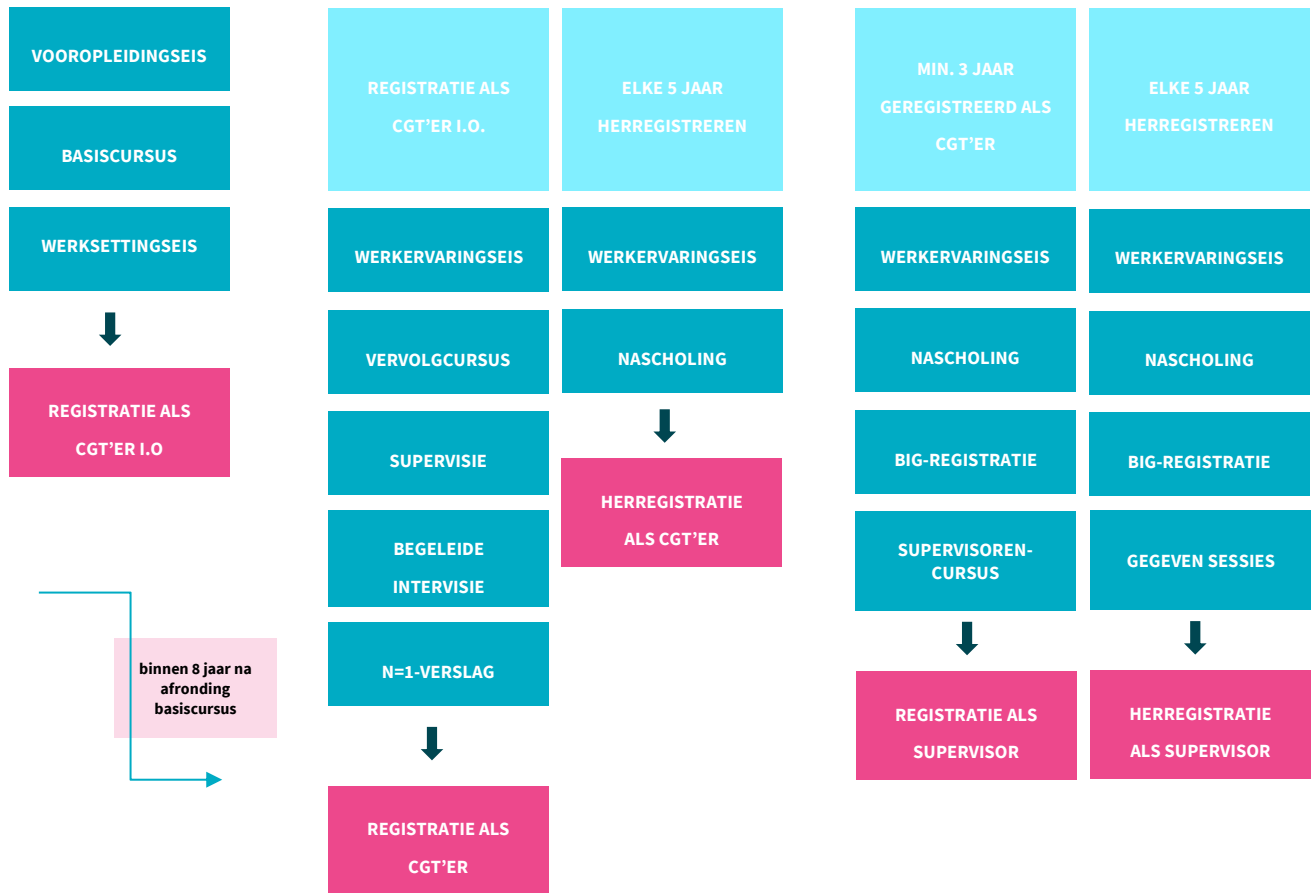 VOOROPLEIDINGSEIS
BASISCURSUS
WERKSETTINGSEIS
REGISTRATIE ALS
CGT’ER I.O
binnen 8 jaar na
afronding
basiscursus
REGISTRATIE ALS
CGT’ER I.O.
WERKERVARINGSEIS
VERVOLGCURSUS
SUPERVISIE
BEGELEIDE
INTERVISIE
N=1-VERSLAG
REGISTRATIE ALS
CGT’ER
ELKE 5 JAAR
HERREGISTREREN
WERKERVARINGSEIS
NASCHOLING
HERREGISTRATIE
ALS CGT’ER
MIN. 3 JAAR
GEREGISTREERD ALS
CGT’ER
WERKERVARINGSEIS
NASCHOLING
BIG-REGISTRATIE
SUPERVISOREN-
CURSUS
REGISTRATIE ALS
SUPERVISOR
ELKE 5 JAAR
HERREGISTREREN
WERKERVARINGSEIS
NASCHOLING
BIG-REGISTRATIE
GEGEVEN SESSIES
HERREGISTRATIE
ALS SUPERVISOR